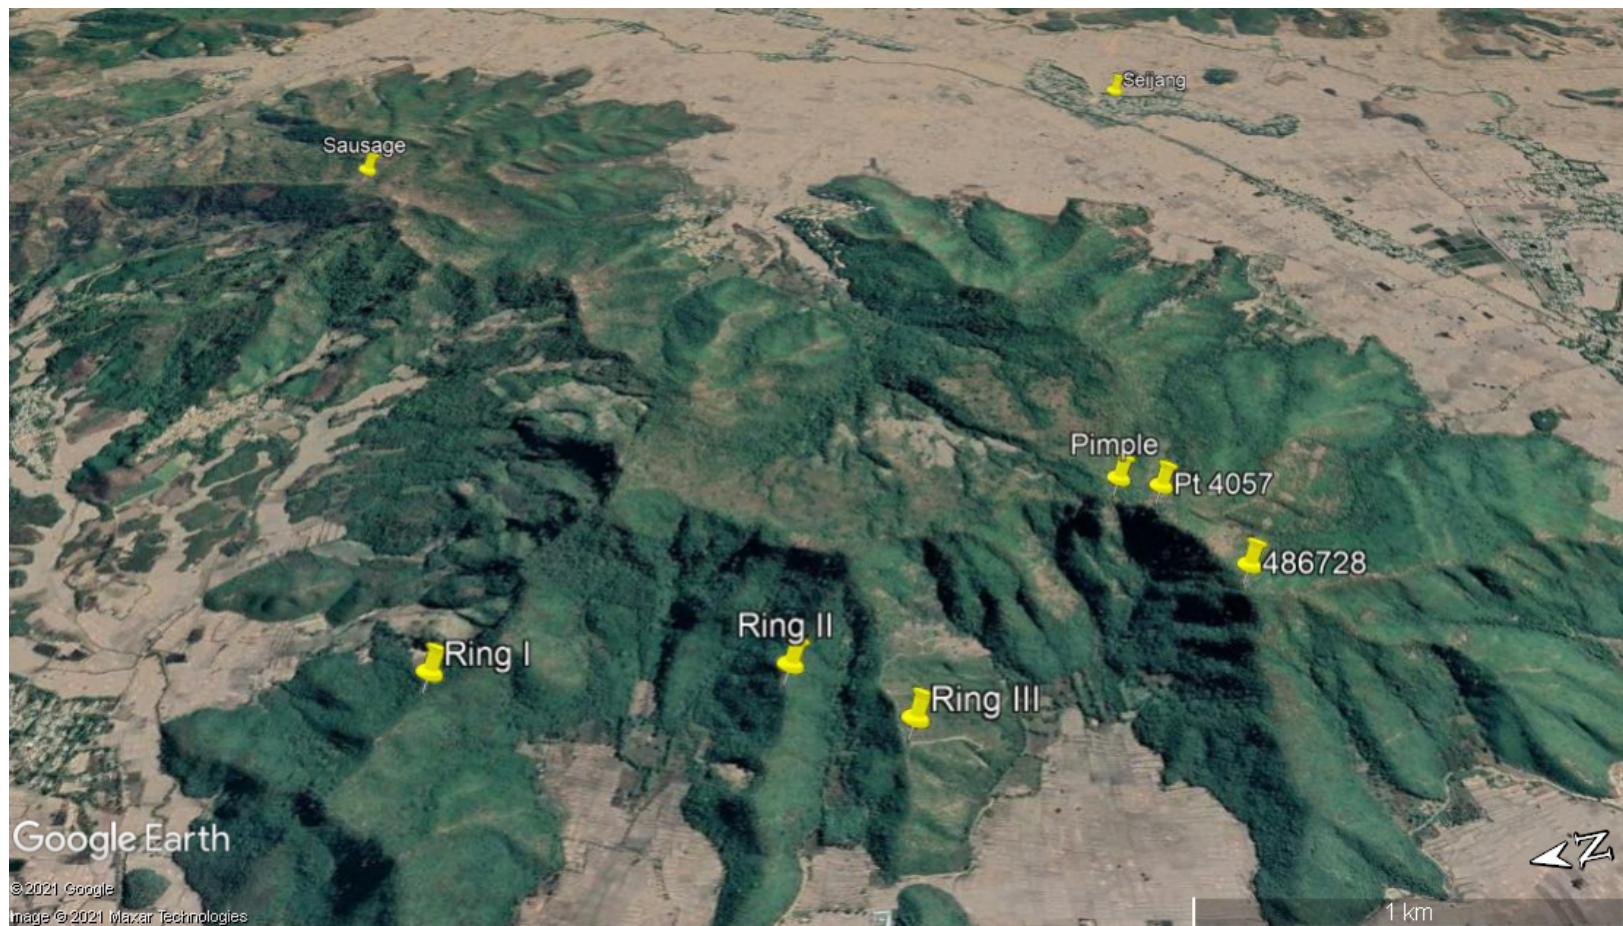 Seijang
Sausage
Pimple
Pt 4057
486728
Ring II
Ring I
Ring III
Google Earth
© 2021 Google
Image © 2021 Maxar Technologies
N
1 km